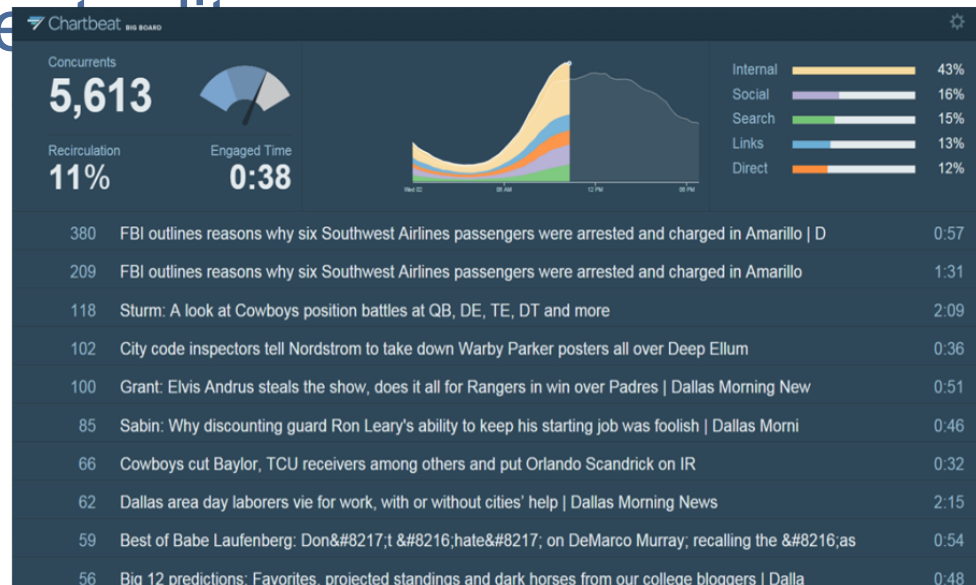 Chartbeat BIG BOARD
Concurrents
5,613
Recirculation
11%
Engaged Time
0:38
Wed 02
06 AM
12 PM
06 PM
Internal 43%
Social 16%
Search 15%
Links 13%
Direct 12%
380 FBI outlines reasons why six Southwest Airlines passengers were arrested and charged in Amarillo | D 0:57
209 FBI outlines reasons why six Southwest Airlines passengers were arrested and charged in Amarillo 1:31
118 Sturm: A look at Cowboys position battles at QB, DE, TE, DT and more 2:09
102 City code inspectors tell Nordstrom to take down Warby Parker posters all over Deep Ellum 0:36
100 Grant: Elvis Andrus steals the show, does it all for Rangers in win over Padres | Dallas Morning New 0:51
85 Sabin: Why discounting guard Ron Leary's ability to keep his starting job was foolish | Dallas Morni 0:46
66 Cowboys cut Baylor, TCU receivers among others and put Orlando Scandrick on IR 0:32
62 Dallas area day laborers vie for work, with or without cities' help | Dallas Morning News 2:15
59 Best of Babe Laufenberg: Don&#8217;t &#8216;hate&#8217; on DeMarco Murray; recalling the &#8216;as 0:54
56 Big 12 predictions: Favorites, projected standings and dark horses from our college bloggers | Dalla 0:48